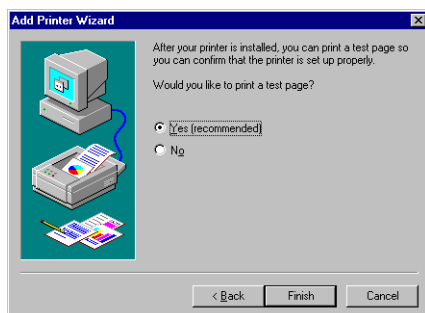 Add Printer Wizard
After your printer is installed, you can print a test page so
you can confirm that the printer is set up properly.
Would you like to print a test page?
Yes (recommended)
No
< Back
Finish
Cancel